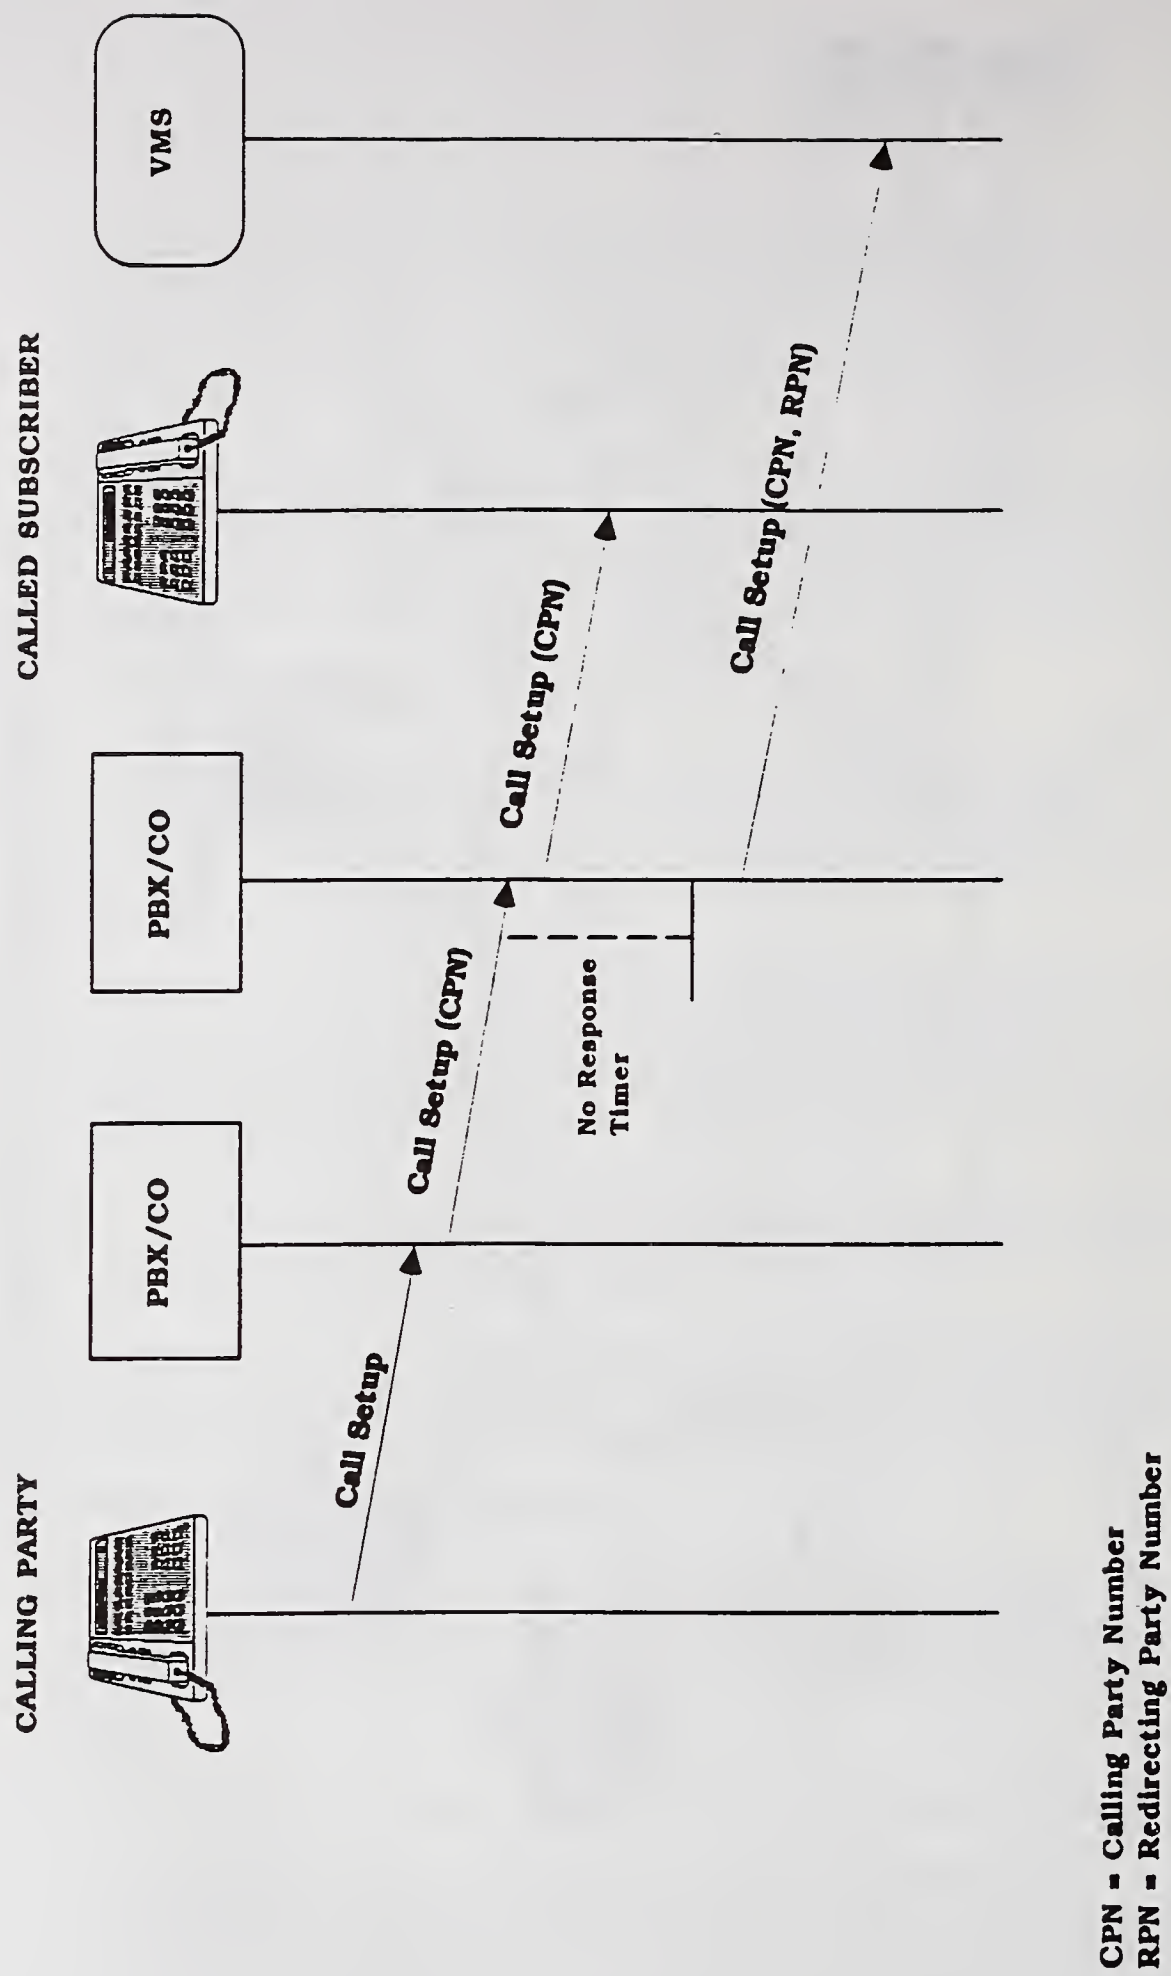 CALLING PARTY
CALLED SUBSCRIBER
PBX/CO
PBX/CO
VMS
Call Setup
Call Setup (CPN)
Call Setup (CPN)
No Response
Timer
Call Setup (CPN, RPN)
CPN = Calling Party Number
RPN = Redirecting Party Number